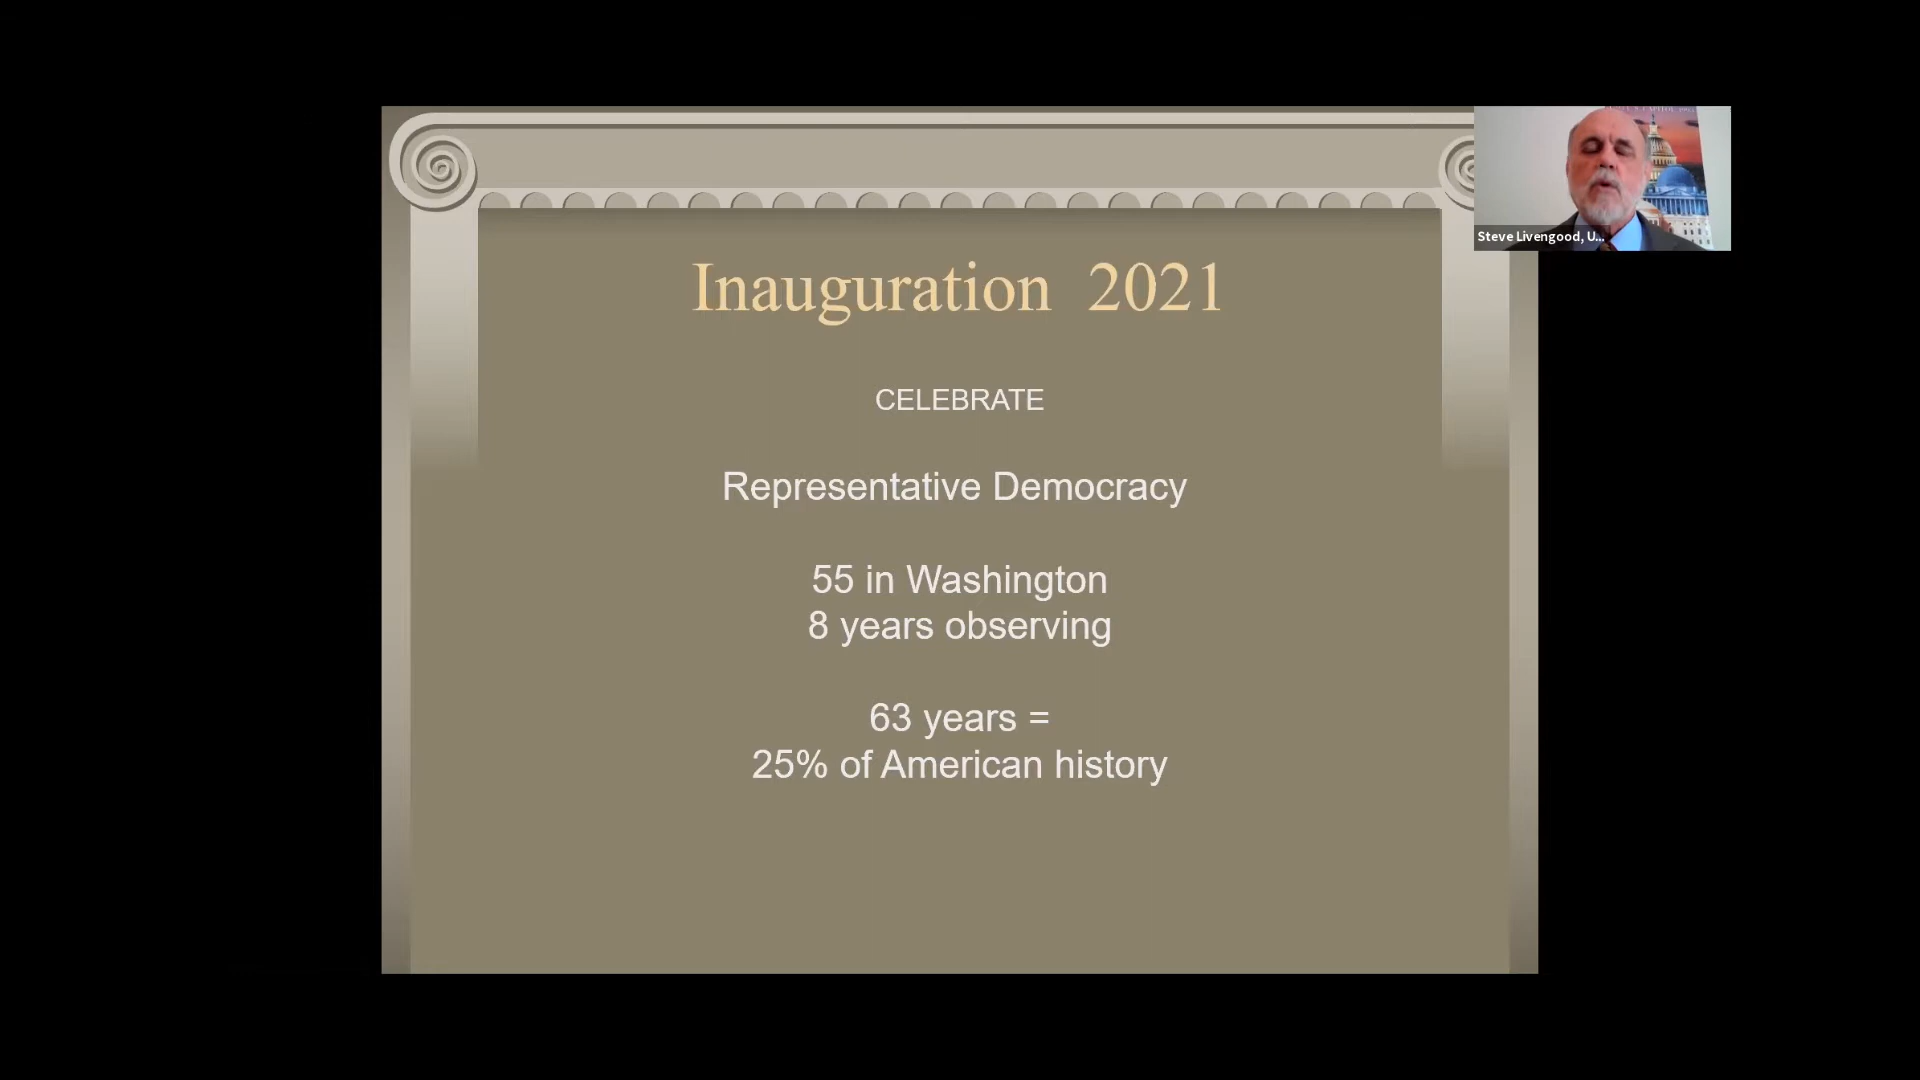 Inauguration 2021
CELEBRATE
Representative Democracy
55 in Washington
8 years observing
63 years =
25% of American history
Steve Livengood, U...